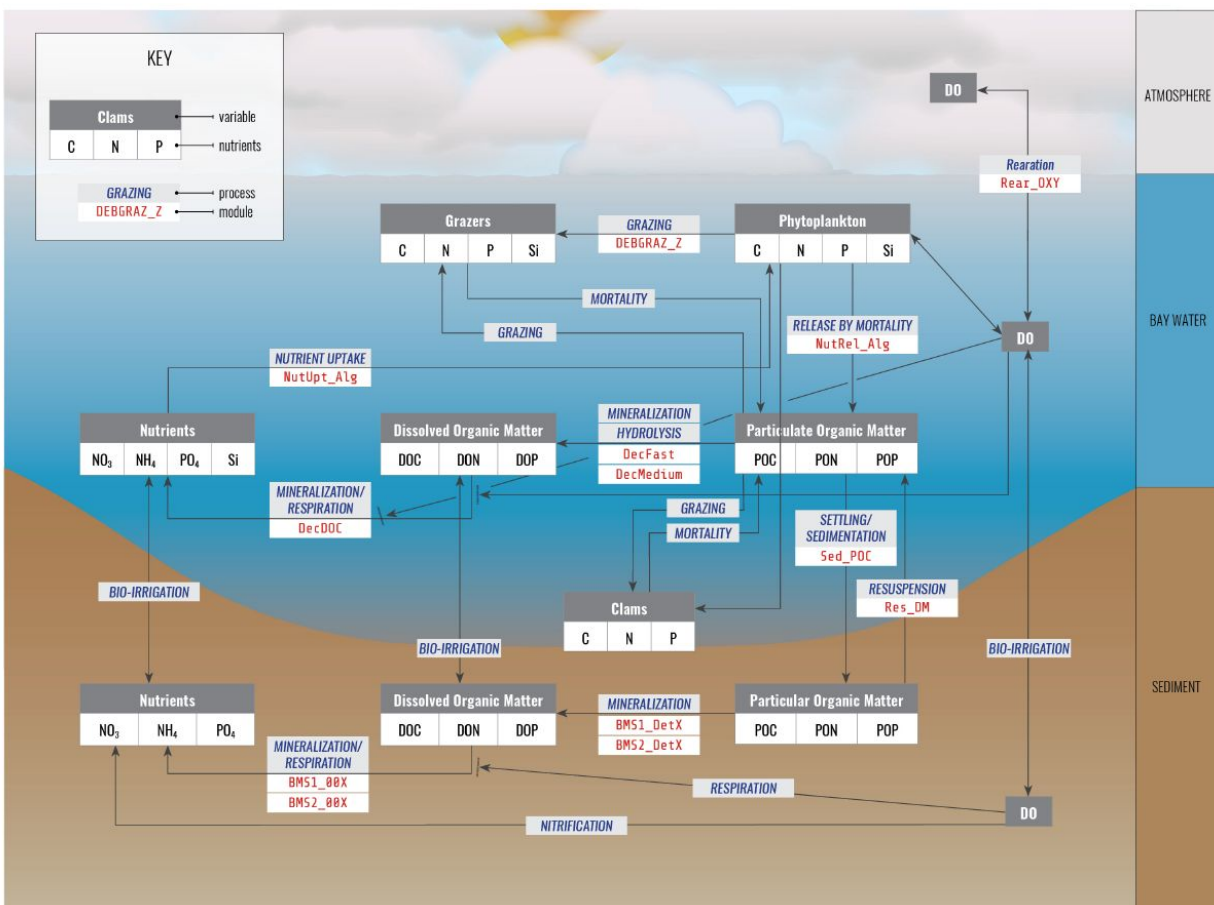 KEY
Clams
variable
C N P
nutrients
GRAZING
process
DEBGRAZ_Z
module
DO
ATMOSPHERE
Rearation
Rear_OXY
Grazers
C N P Si
GRAZING
DEBGRAZ_Z
Phytoplankton
C N P Si
MORTALITY
GRAZING
RELEASE BY MORTALITY
NutRel_Alg
DO
BAY WATER
NUTRIENT UPTAKE
NutUpt_Alg
Nutrients
NO₃ NH₄ PO₄ Si
Dissolved Organic Matter
DOC DON DOP
MINERALIZATION
HYDROLYSIS
DecFast
DecMedium
Particulate Organic Matter
POC PON POP
MINERALIZATION/
RESPIRATION
DecDOC
GRAZING
MORTALITY
SETTLING/
SEDIMENTATION
Sed_POC
RESUSPENSION
Res_DM
BIO-IRRIGATION
Clams
C N P
BIO-IRRIGATION
BIO-IRRIGATION
SEDIMENT
Nutrients
NO₃ NH₄ PO₄
Dissolved Organic Matter
DOC DON DOP
MINERALIZATION
BMS1_DetX
BMS2_DetX
Particular Organic Matter
POC PON POP
MINERALIZATION/
RESPIRATION
BMS1_00X
BMS2_00X
RESPIRATION
DO
NITRIFICATION